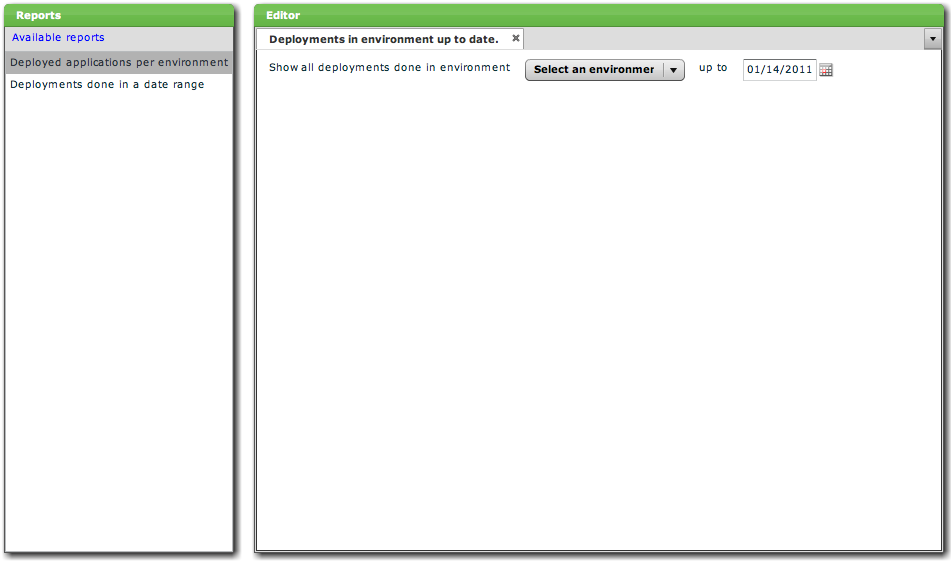 Reports
Available reports
Deployed applications per environment
Deployments done in a date range
Editor
Deployments in environment up to date.
Show all deployments done in environment Select an environmer up to 01/14/2011